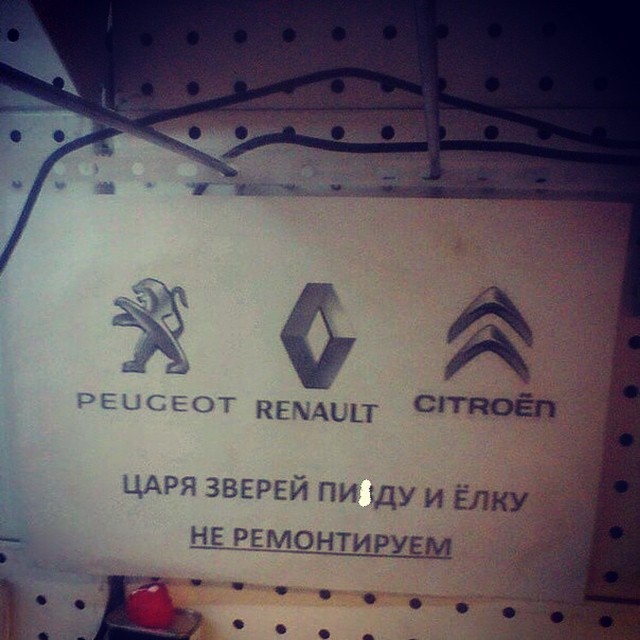 PEUGEOT RENAULT CITROËN
ЦАРЯ ЗВЕРЕЙ И ЁЛКУ
НЕ РЕМОНТИРУЕМ